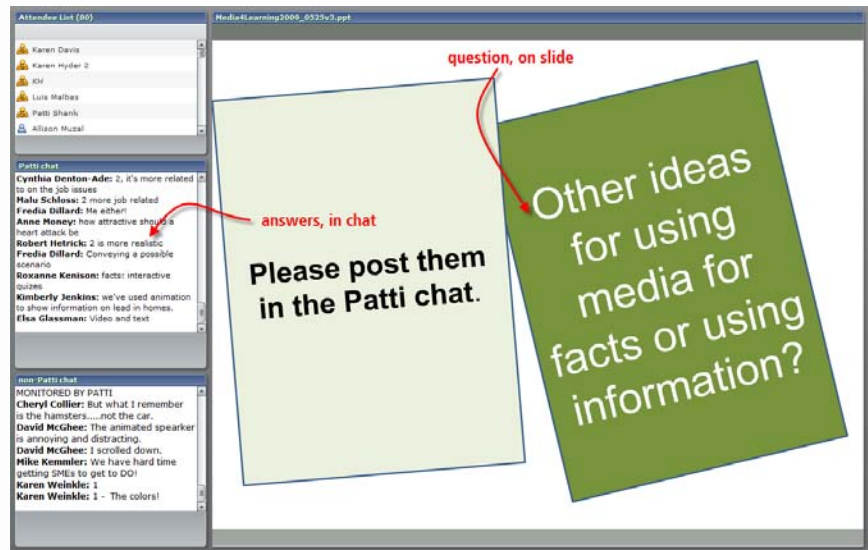 Attendee List (80)
Karen Davis
Karen Hyder 2
KW
Luis Malbas
Patti Shank
Allison Muzal
Patti chat
Cynthia Denton-Ade: 2, it's more related
to on the job issues
Malu Schloss: 2 more job related
Fredia Dillard: Me either!
Anne Money: how attractive should a
heart attack be
Robert Hetrick: 2 is more realistic
Fredia Dillard: Conveying a possible
scenario
Roxanne Kenison: facts: interactive
quizes
Kimberly Jenkins: we've used animation
to show information on lead in homes.
Elsa Glassman: Video and text
non-Patti chat
MONITORED BY PATTI
Cheryl Collier: But what I remember
is the hamsters.....not the car.
David McGhee: The animated spearker
is annoying and distracting.
David McGhee: I scrolled down.
Mike Kemmler: We have hard time
getting SMEs to get to DO!
Karen Weinkle: 1
Karen Weinkle: 1 - The colors!
Media4Learning2009_0525v3.ppt
question, on slide
answers, in chat
Please post them
in the Patti chat.
Other ideas
for using
media for
facts or using
information?